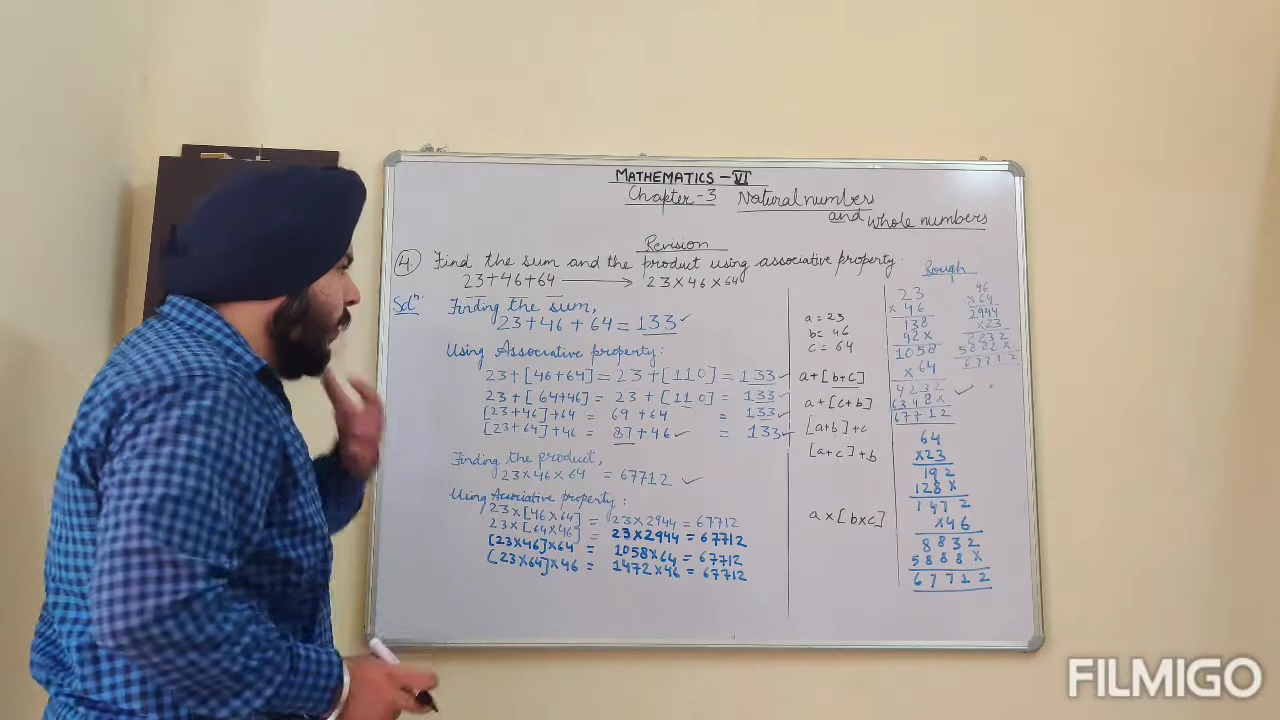 MATHEMATICS - VI
Chapter-3 Natural number
and whole numbers
Revision
4 Find the sum and the product using associative property.
23+46+64 → 23×46×64
Solⁿ. Finding the sum,
23+46+64 = 133 ✓
Using Associative property:
23+[46+64] = 23+[110] = 133 ✓
23+[64+46] = 23+[110] = 133 ✓
[23+46]+64 = 69+64 = 133 ✓
[23+64]+46 = 87+46 ✓ = 133 ✓
Finding the product,
23×46×64 = 67712 ✓
Using Associative property:
23×[46×64] = 23×2944 = 67712
23×[64×46] = 23×2944 = 67712
[23×46]×64 = 1058×64 = 67712
[23×64]×46 = 1472×46 = 67712
a = 23
b = 46
c = 64
a+[b+c]
a+[c+b]
[a+b]+c
[a+c]+b
a×[b×c]
Rough
23
×46
138
92×
1058
×64
4232
6348×
67712
64
×23
192
128×
1472
×46
8832
5888×
67712
46
×64
2944
×23
8832
5882×
67712
FILMIGO